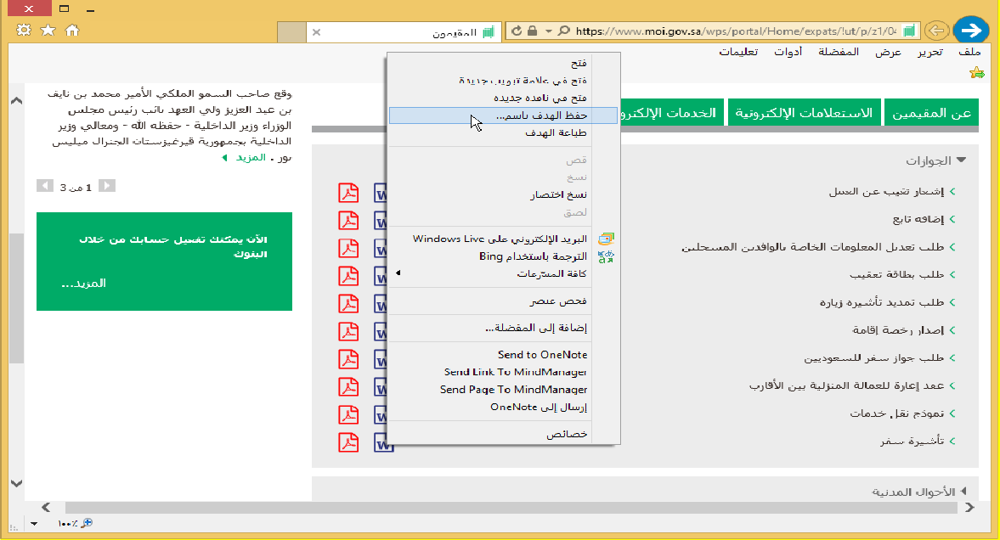 المقيمون
https://www.moi.gov.sa/wps/portal/Home/expats/!ut/p/z1/04
ملف تحرير عرض المفضلة أدوات تعليمات
عن المقيمين
الاستعلامات الإلكترونية
الخدمات الإلكترو
الجوازات
إشعار تغيب عن العمل
إضافة تابع
طلب تعديل المعلومات الخاصة بالوافدين المسجلين
طلب بطاقة تعقيب
طلب تمديد تأشيرة زيارة
إصدار رخصة إقامة
طلب جواز سفر للسعوديين
عقد إعارة للعمالة المنزلية بين الأقارب
نموذج نقل خدمات
تأشيرة سفر
الأحوال المدنية
فتح
فتح في علامة تبويب جديدة
فتح في نافذة جديدة
حفظ الهدف باسم...
طباعة الهدف
قص
نسخ
نسخ اختصار
لصق
البريد الإلكتروني على Windows Live
الترجمة باستخدام Bing
كافة المسرّعات
فحص عنصر
إضافة إلى المفضلة...
Send to OneNote
Send Link To MindManager
Send Page To MindManager
إرسال إلى OneNote
خصائص
وقع صاحب السمو الملكي الأمير محمد بن نايف
بن عبد العزيز ولي العهد نائب رئيس مجلس
الوزراء وزير الداخلية - حفظه الله - ومعالي وزير
الداخلية بجمهورية قيرغيزستان الجنرال ميليس
تور . المزيد
1 من 3
الآن يمكنك تفعيل حسابك من خلال
البنوك
المزيد...
١٠٠٪